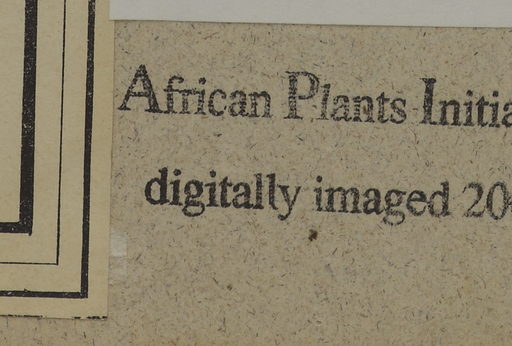 African Plants Initia
digitally imaged 20